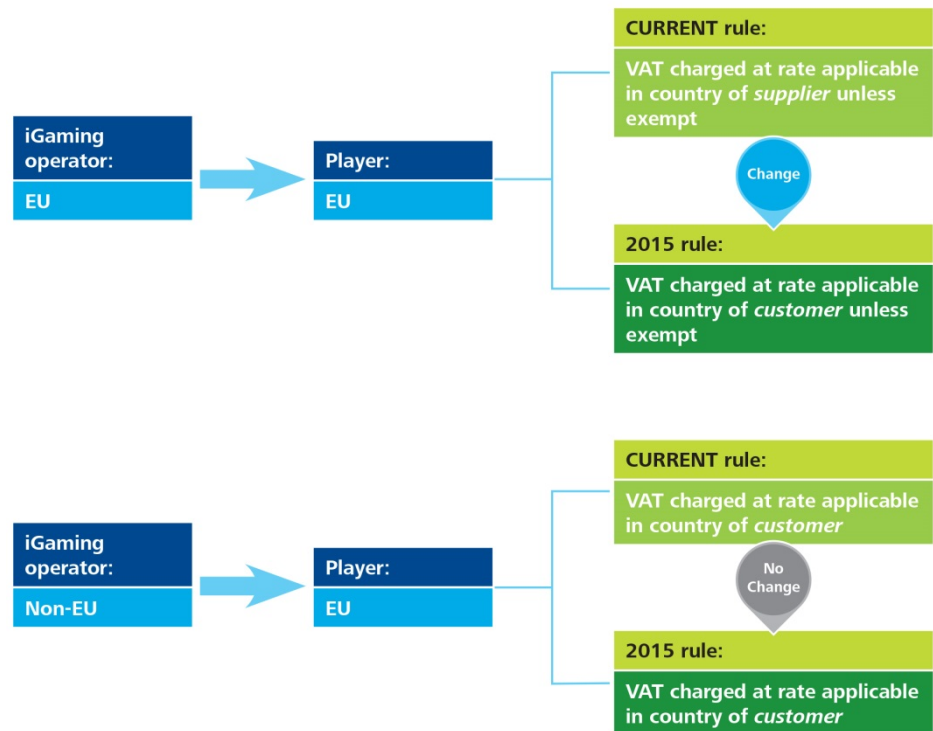 iGaming
operator:
EU
Player:
EU
CURRENT rule:
VAT charged at rate applicable
in country of supplier unless
exempt
Change
2015 rule:
VAT charged at rate applicable
in country of customer unless
exempt
iGaming
operator:
Non-EU
Player:
EU
CURRENT rule:
VAT charged at rate applicable
in country of customer
No
Change
2015 rule:
VAT charged at rate applicable
in country of customer